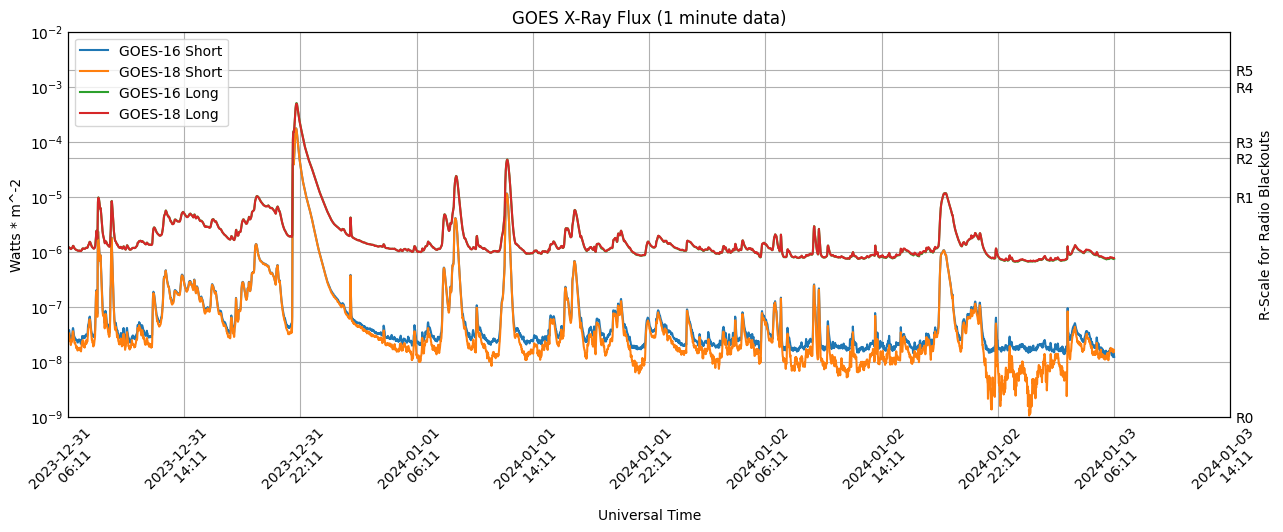 GOES X-Ray Flux (1 minute data)
GOES-16 Short
GOES-18 Short
GOES-16 Long
GOES-18 Long
Watts * m^-2
10^-2
10^-3
10^-4
10^-5
10^-6
10^-7
10^-8
10^-9
R5
R4
R3
R2
R1
R0
R-Scale for Radio Blackouts
2023-12-31
06:11
2023-12-31
14:11
2023-12-31
22:11
2024-01-01
06:11
2024-01-01
14:11
2024-01-01
22:11
2024-01-02
06:11
2024-01-02
14:11
2024-01-02
22:11
2024-01-03
06:11
2024-01-03
14:11
Universal Time